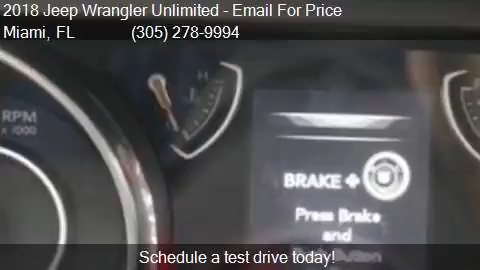 2018 Jeep Wrangler Unlimited - Email For Price
Miami, FL (305) 278-9994
RPM
x 1000
H
BRAKE +
Press Brake
and
Button
Schedule a test drive today!